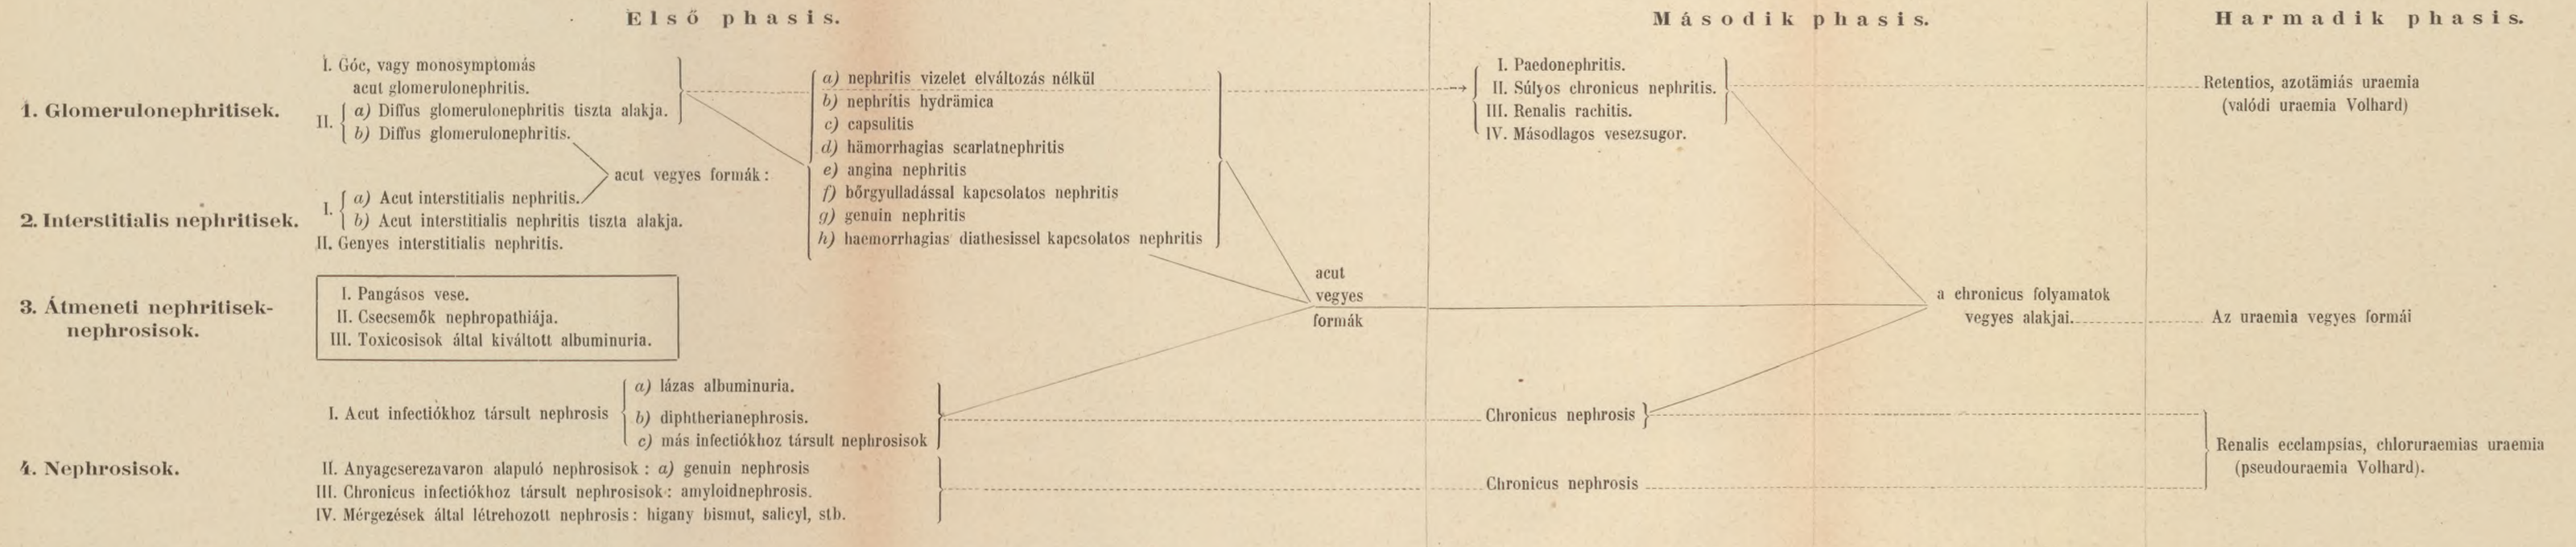 Első phasis.
Második phasis.
Harmadik phasis.
1. Glomerulonephritisek.
I. Góc, vagy monosymptomás
acut glomerulonephritis.
II.
a) Diffus glomerulonephritis tiszta alakja.
b) Diffus glomerulonephritis.
acut vegyes formák:
2. Interstitialis nephritisek.
I.
a) Acut interstitialis nephritis.
b) Acut interstitialis nephritis tiszta alakja.
II. Genyes interstitialis nephritis.
a) nephritis vizelet elváltozás nélkül
b) nephritis hydrämica
c) capsulitis
d) hämorrhagias scarlatnephritis
e) angina nephritis
f) bőrgyulladással kapcsolatos nephritis
g) genuin nephritis
h) haemorrhagias diathesissel kapcsolatos nephritis
I. Paedonephritis.
II. Súlyos chronicus nephritis.
III. Renalis rachitis.
IV. Másodlagos vesezsugor.
Retentios, azotämiás uraemia
(valódi uraemia Volhard)
3. Átmeneti nephritisek-
nephrosisok.
I. Pangásos vese.
II. Csecsemők nephropathiája.
III. Toxicosisok által kiváltott albuminuria.
acut
vegyes
formák
a chronicus folyamatok
vegyes alakjai.
Az uraemia vegyes formái
4. Nephrosisok.
I. Acut infectiókhoz társult nephrosis
a) lázas albuminuria.
b) diphtherianephrosis.
c) más infectiókhoz társult nephrosisok
II. Anyagcserezavaron alapuló nephrosisok: a) genuin nephrosis
III. Chronicus infectiókhoz társult nephrosisok: amyloidnephrosis.
IV. Mérgezések által létrehozott nephrosis: higany bismut, salicyl, stb.
Chronicus nephrosis
Chronicus nephrosis
Renalis ecclampsias, chloruraemias uraemia
(pseudouraemia Volhard).